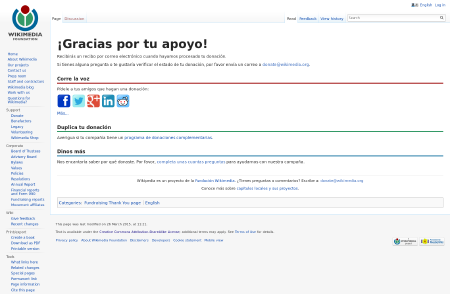 English Log in
WIKIMEDIA
FOUNDATION
Page Discussion Read Feedback View history Search
¡Gracias por tu apoyo!
Recibirás un recibo por correo electrónico cuando hayamos procesado tu donación.
Si tienes alguna pregunta o te gustaría verificar el estado de tu donación, por favor envía un correo a donate@wikimedia.org.
Corre la voz
Pídele a tus amigos que hagan una donación:
Más...
Duplica tu donación
Averigua si tu compañía tiene un programa de donaciones complementarias.
Dinos más
Nos encantaría saber por qué donaste; Por favor, completa unas cuantas preguntas para ayudarnos con nuestra campaña.
Wikipedia es un proyecto de la Fundación Wikimedia. ¿Tienes preguntas o comentarios? Escribe a: donate@wikimedia.org
Conoce más sobre capítulos locales y sus proyectos.
Categories: Fundraising Thank You page | English
Home
About Wikimedia
Our projects
Contact us
Press room
Staff and contractors
Wikimedia blog
Work with us
Questions for
Wikimedia?
Support
Donate
Benefactors
Legacy
Volunteering
Wikimedia Shop
Corporate
Board of Trustees
Advisory Board
Bylaws
Values
Policies
Resolutions
Annual Report
Financial reports
and Form 990
Fundraising reports
Movement affiliates
Wiki
User feedback
Recent changes
Print/export
Create a book
Download as PDF
Printable version
Tools
What links here
Related changes
Special pages
Permanent link
Page information
Cite this page
This page was last modified on 26 March 2015, at
Text is available under the Creative Commons Attribution-ShareAlike License; additional terms may apply. See Terms of Use for details.
Privacy policy About Wikimedia Foundation Disclaimers Developers Cookie statement Mobile view